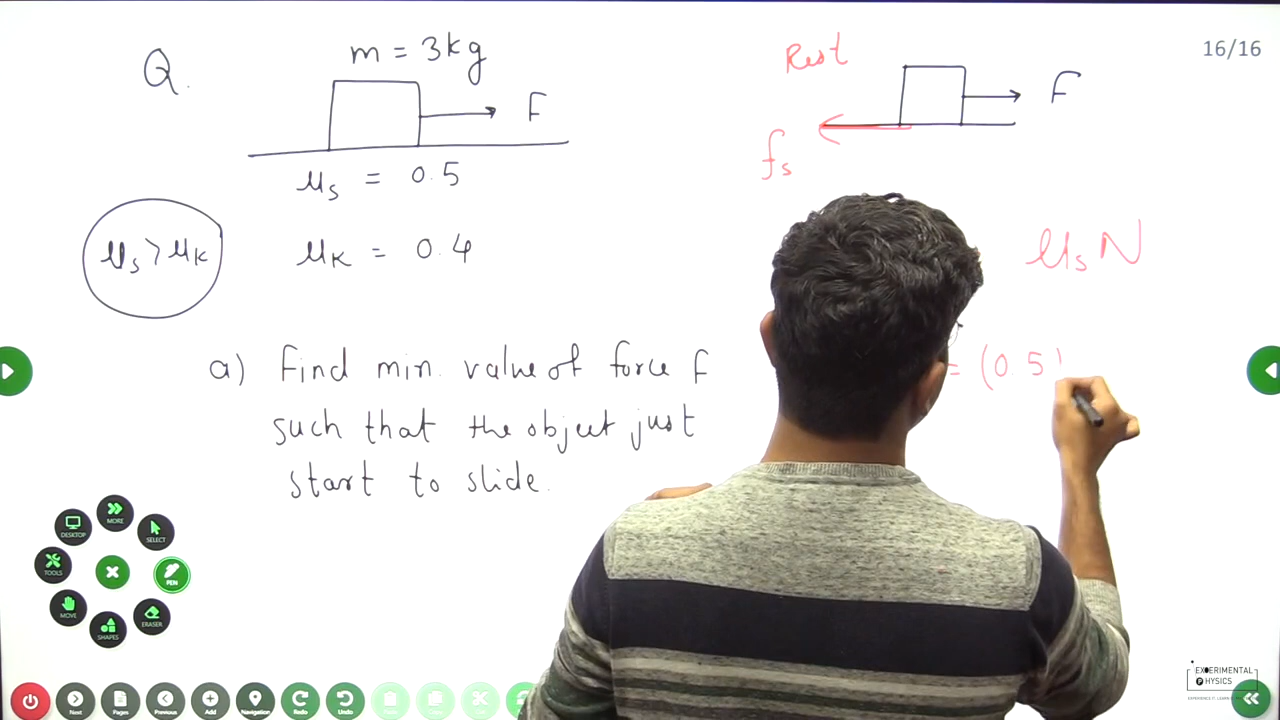 Q.
m = 3kg
F
μs = 0.5
μs > μk
μk = 0.4
a) Find min. value of force F
such that the object just
start to slide.
Rest
F
fs
μs N
= (0.5)
16/16
MORE
DESKTOP
SELECT
TOOLS
PEN
MOVE
ERASER
SHAPES
Next
Pages
Previous
Add
Navigation
Redo
Undo
EXPERIMENTAL
PHYSICS